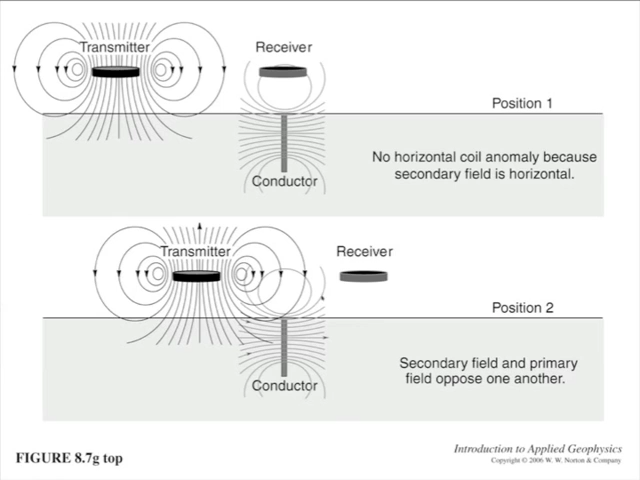 Transmitter
Receiver
Position 1
No horizontal coil anomaly because
secondary field is horizontal.
Conductor
Transmitter
Receiver
Position 2
Secondary field and primary
field oppose one another.
Conductor
Introduction to Applied Geophysics
Copyright © 2006 W. W. Norton & Company
FIGURE 8.7g top